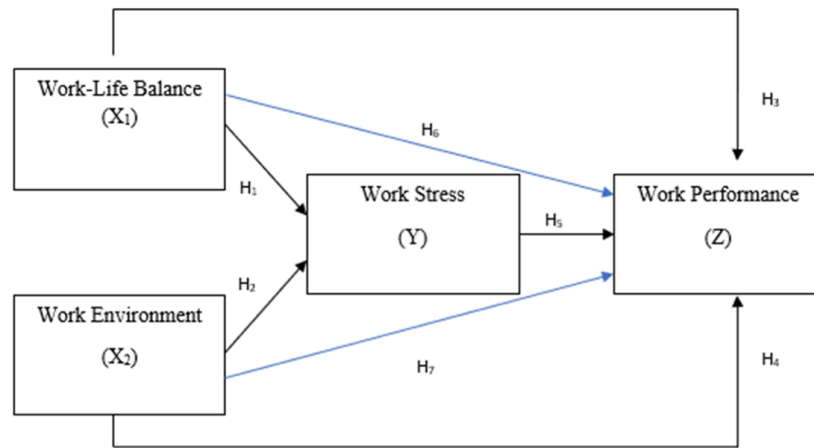 Work-Life Balance
(X₁)
H₃
H₆
H₁
Work Stress
(Y)
H₅
Work Performance
(Z)
H₂
Work Environment
(X₂)
H₇
H₄